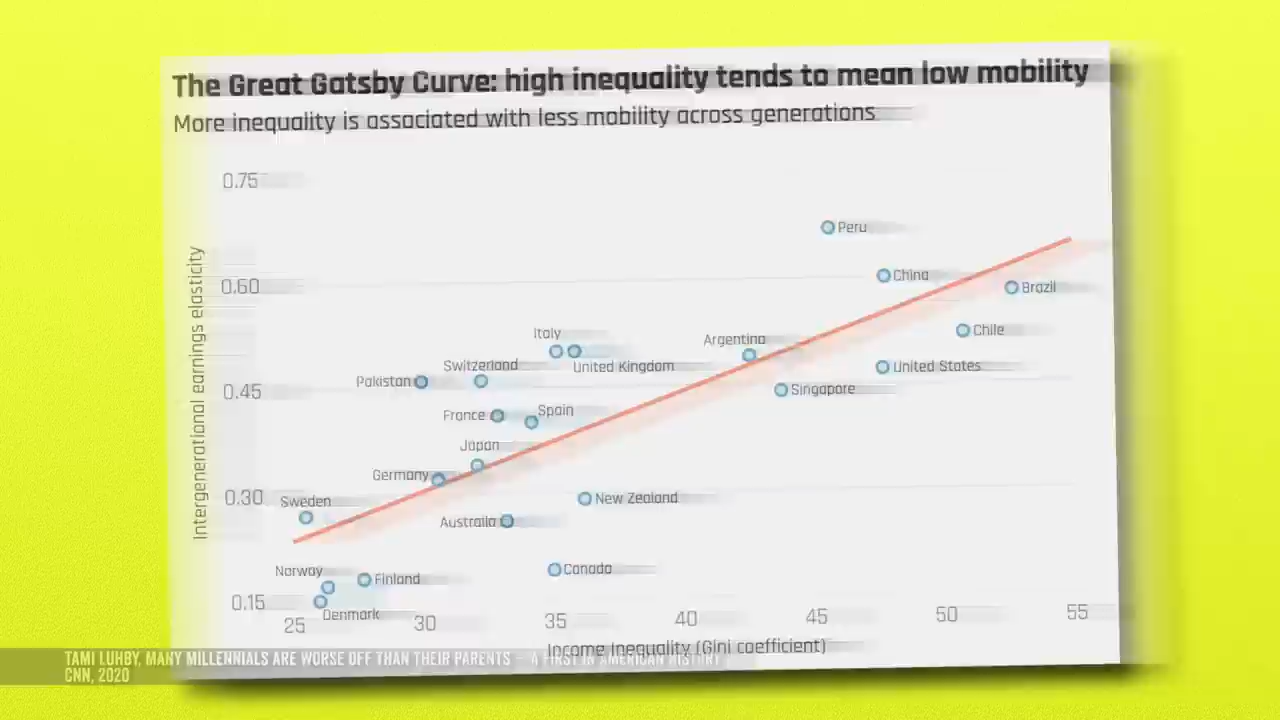 The Great Gatsby Curve: high inequality tends to mean low mobility
More inequality is associated with less mobility across generations
0.75
Peru
Intergenerational earnings elasticity
China
0.60
Brazil
Italy
Argentina
Chile
Switzerland
United Kingdom
United States
Pakistan
Singapore
0.45
France
Spain
Japan
Germany
0.30
Sweden
New Zealand
Australia
Norway
Finland
Canada
0.15
Denmark
25
30
35
40
45
50
55
Income Inequality (Gini coefficient)
TAMI LUHBY, MANY MILLENNIALS ARE WORSE OFF THAN THEIR PARENTS – A FIRST IN AMERICAN HISTORY
CNN, 2020